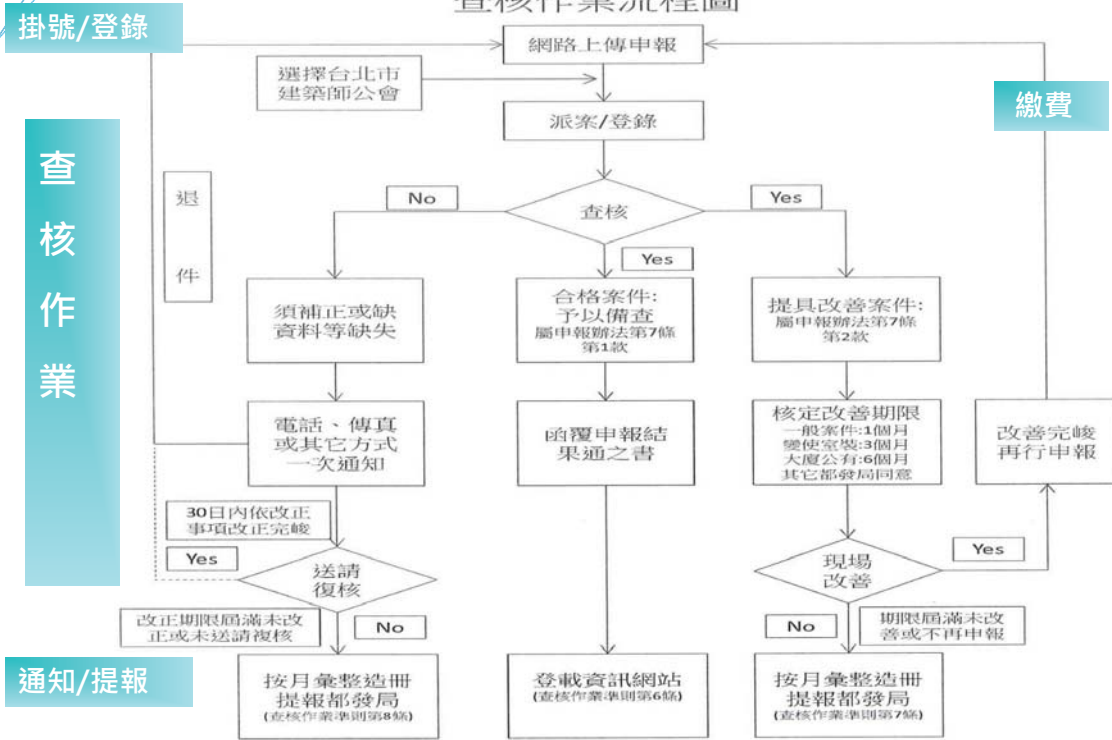 查核作業流程圖
掛號/登錄
網路上傳申報
選擇台北市
建築師公會
繳費
派案/登錄
查
核
作
業
退
件
No
查核
Yes
Yes
須補正或缺
資料等缺失
合格案件:
予以備查
屬申報辦法第7條
第1款
提具改善案件:
屬申報辦法第7條
第2款
電話、傳真
或其它方式
一次通知
函覆申報結
果通之書
核定改善期限
一般案件:1個月
變使室裝:3個月
大廈公有:6個月
其它都發局同意
改善完峻
再行申報
30日內依改正
事項改正完峻
Yes
送請
復核
現場
改善
Yes
改正期限屆滿未改
正或未送請複核
No
No
期限屆滿未改
善或不再申報
通知/提報
按月彙整造冊
提報都發局
(查核作業準則第8條)
登載資訊網站
(查核作業準則第6條)
按月彙整造冊
提報都發局
(查核作業準則第7條)